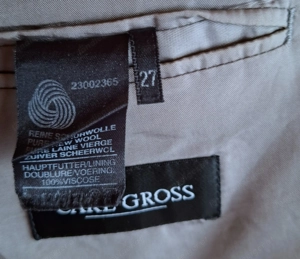 23002365
27
REINE SCHURWOLLE
PURE NEW WOOL
PURE LAINE VIERGE
ZUIVER SCHEERWOL
HAUPTFUTTER/LINING
DOUBLURE/VOERING
100%VISCOSE
CARL GROSS